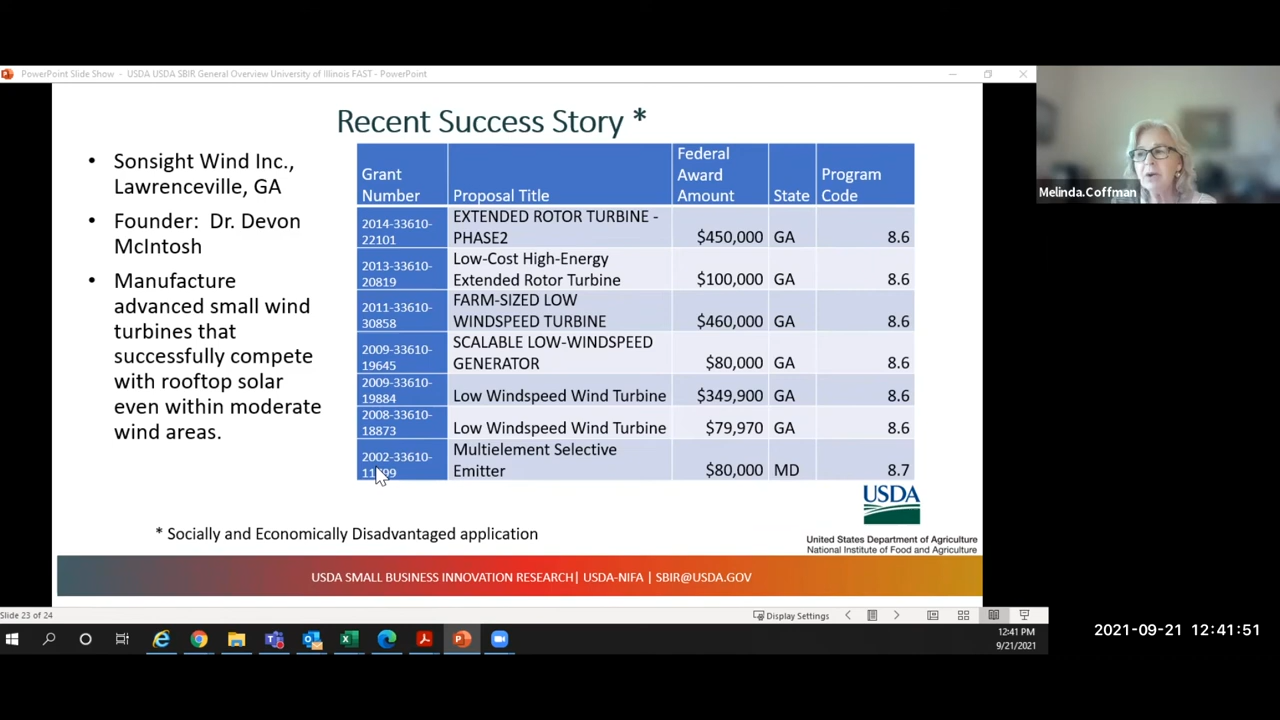 PowerPoint Slide Show - USDA USDA SBIR General Overview University of Illinois FAST - PowerPoint
Recent Success Story *
• Sonsight Wind Inc.,
Lawrenceville, GA
• Founder: Dr. Devon
McIntosh
• Manufacture
advanced small wind
turbines that
successfully compete
with rooftop solar
even within moderate
wind areas.
Grant Number Proposal Title Federal Award Amount State Program Code
2014-33610-22101 EXTENDED ROTOR TURBINE - PHASE2 $450,000 GA 8.6
2013-33610-20819 Low-Cost High-Energy Extended Rotor Turbine $100,000 GA 8.6
2011-33610-30858 FARM-SIZED LOW WINDSPEED TURBINE $460,000 GA 8.6
2009-33610-19645 SCALABLE LOW-WINDSPEED GENERATOR $80,000 GA 8.6
2009-33610-19884 Low Windspeed Wind Turbine $349,900 GA 8.6
2008-33610-18873 Low Windspeed Wind Turbine $79,970 GA 8.6
2002-33610- Multielement Selective Emitter $80,000 MD 8.7
* Socially and Economically Disadvantaged application
USDA
United States Department of Agriculture
National Institute of Food and Agriculture
USDA SMALL BUSINESS INNOVATION RESEARCH| USDA-NIFA | SBIR@USDA.GOV
Slide 23 of 24
Display Settings
12:41 PM
9/21/2021
Melinda.Coffman
2021-09-21 12:41:51